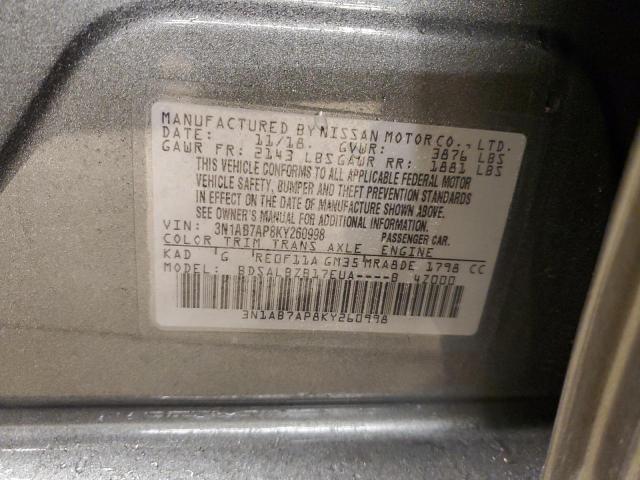 MANUFACTURED BY NISSAN MOTOR CO., LTD.
DATE: 11/18. GVWR: 3876 LBS
GAWR FR: 2143 LBS GAWR RR: 1881 LBS
THIS VEHICLE CONFORMS TO ALL APPLICABLE FEDERAL MOTOR
VEHICLE SAFETY, BUMPER AND THEFT PREVENTION STANDARDS
IN EFFECT ON THE DATE OF MANUFACTURE SHOWN ABOVE.
SEE OWNER'S MANUAL FOR ADDITIONAL INFORMATION.
VIN: 3N1AB7AP8KY260998 PASSENGER CAR.
COLOR TRIM TRANS AXLE ENGINE
KAD G RE0F11A GM35 MRA8DE 1798 CC
MODEL: BDSALBZB17EUA----B 42000
3N1AB7AP8KY260998